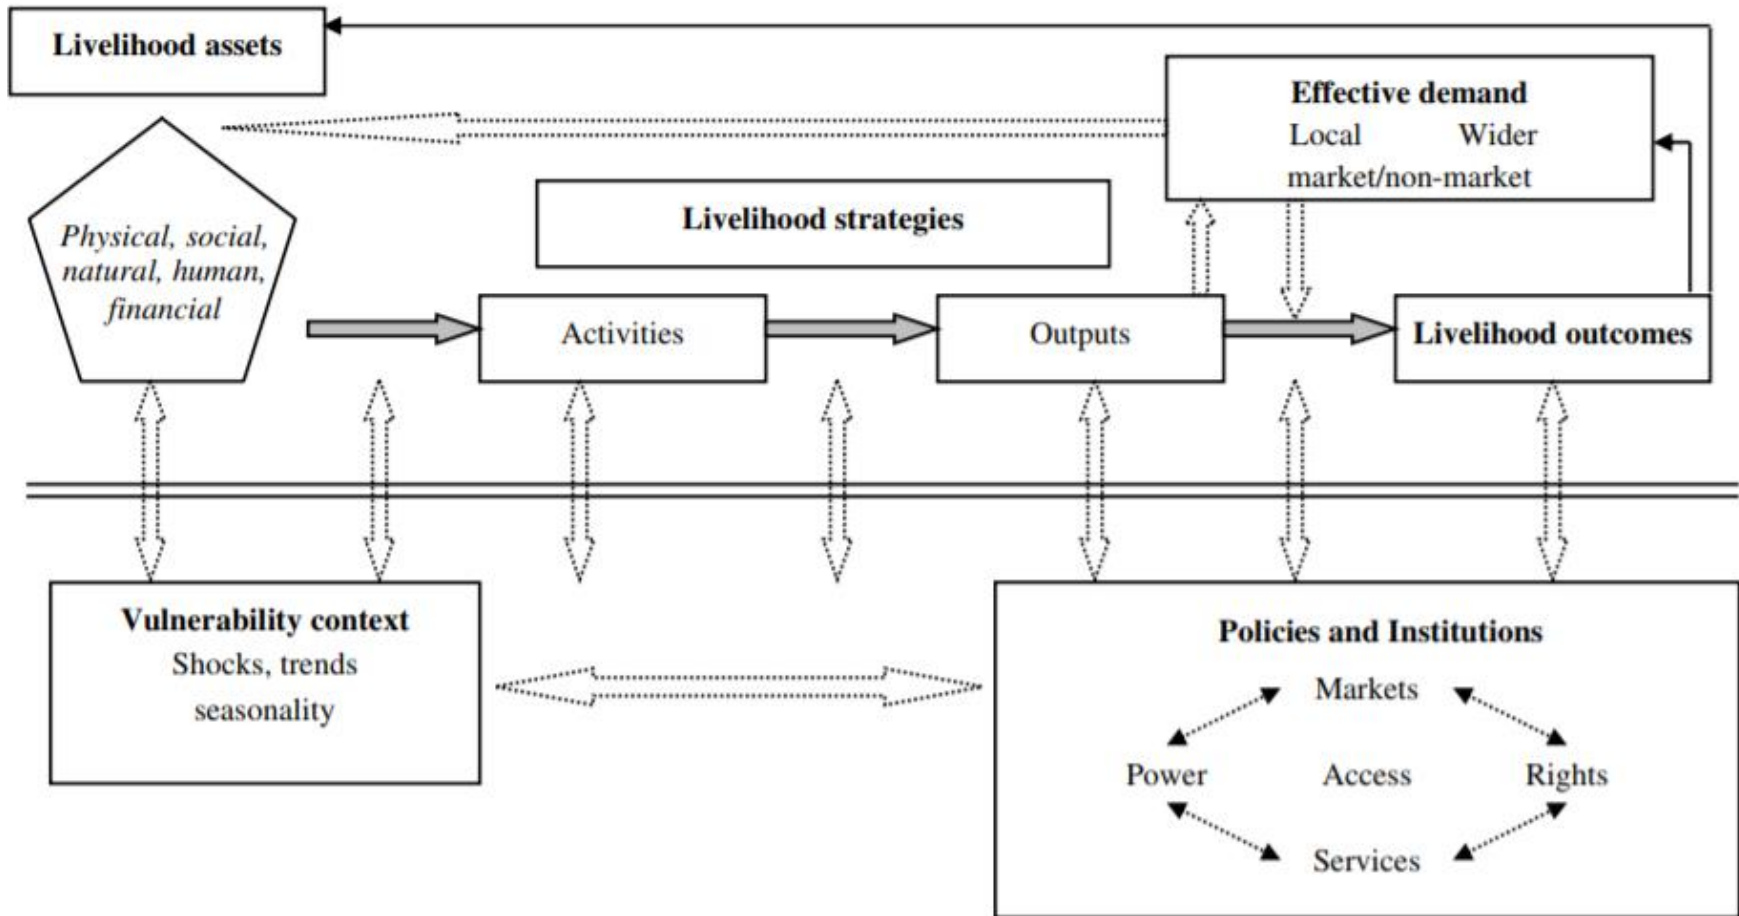 Livelihood assets
Effective demand
Local Wider
market/non-market
Livelihood strategies
Physical, social,
natural, human,
financial
Activities
Outputs
Livelihood outcomes
Vulnerability context
Shocks, trends
seasonality
Policies and Institutions
Markets
Power Access Rights
Services